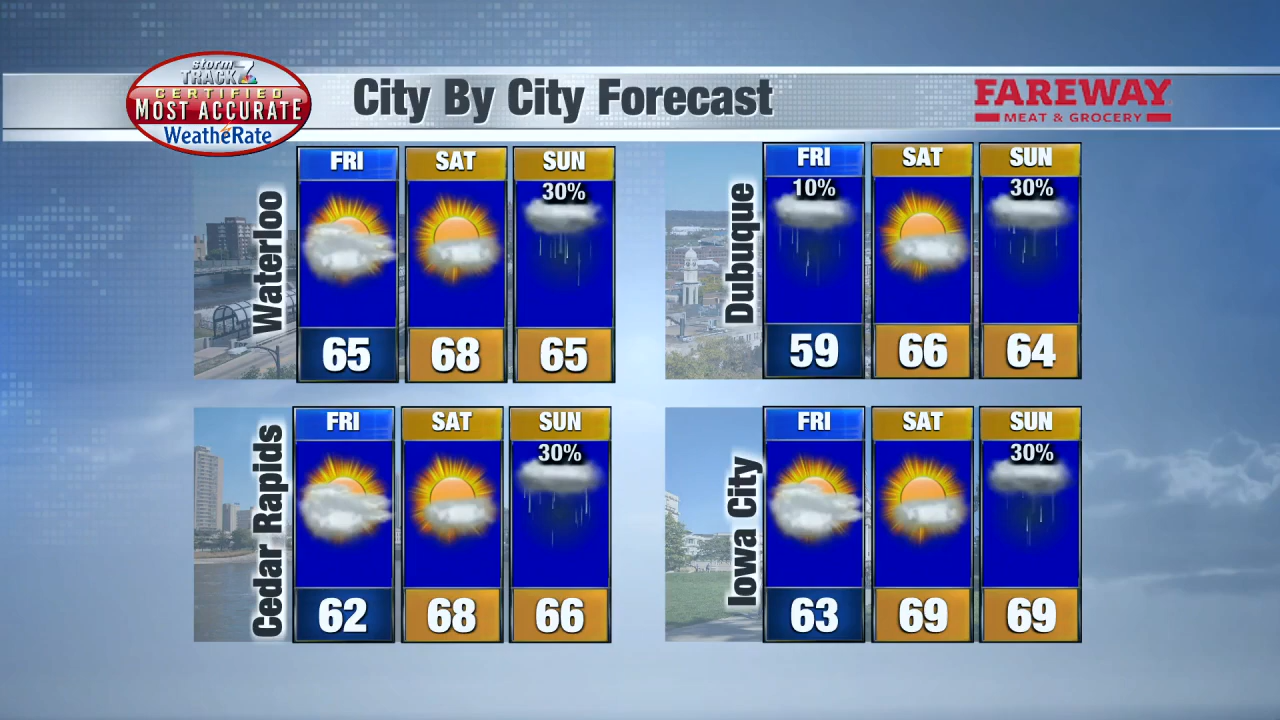 Storm
TRACK 7
CERTIFIED
MOST ACCURATE
WeatheRate
City By City Forecast
FAREWAY
MEAT & GROCERY
Waterloo
FRI SAT SUN
30%
65 68 65
Dubuque
FRI SAT SUN
10% 30%
59 66 64
Cedar Rapids
FRI SAT SUN
30%
62 68 66
Iowa City
FRI SAT SUN
30%
63 69 69